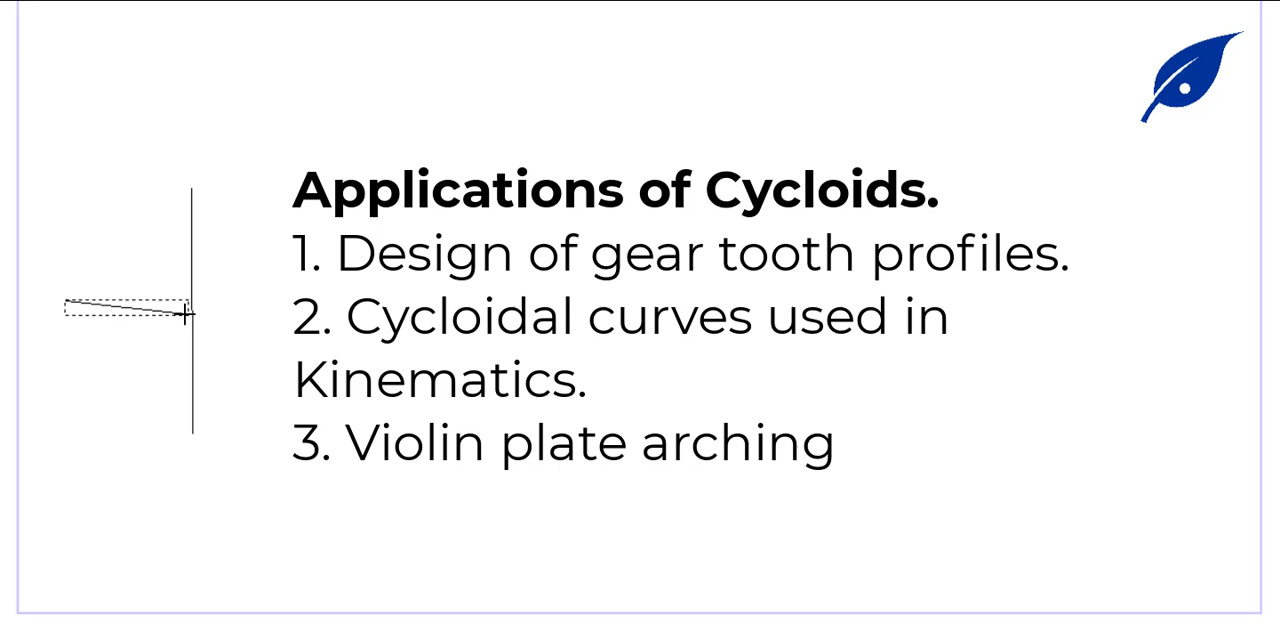 Applications of Cycloids.
1. Design of gear tooth profiles.
2. Cycloidal curves used in
Kinematics.
3. Violin plate arching